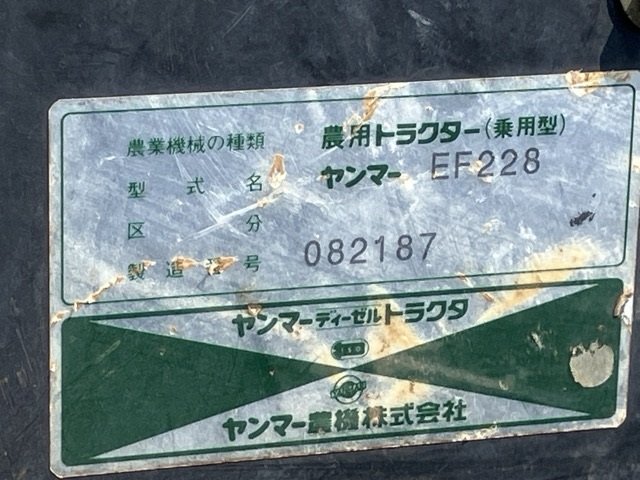 農業機械の種類 農用トラクター(乗用型)
型式名 ヤンマー EF228
区分
製造番号 082187
ヤンマーディーゼルトラクタ
ヤンマー農機株式会社